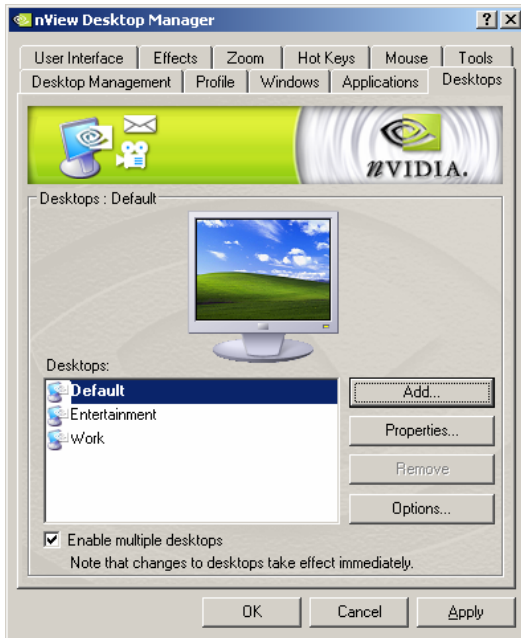 nView Desktop Manager
User Interface Effects Zoom Hot Keys Mouse Tools
Desktop Management Profile Windows Applications Desktops
nVIDIA.
Desktops : Default
Desktops:
Default
Entertainment
Work
Add...
Properties...
Remove
Options...
Enable multiple desktops
Note that changes to desktops take effect immediately.
OK Cancel Apply